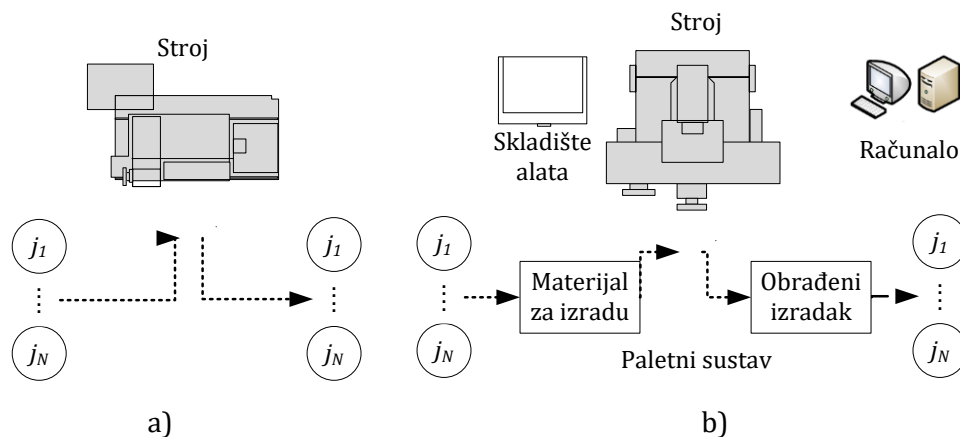 Stroj
j1
⋮
jN
j1
⋮
jN
a)
Stroj
Skladište
alata
Računalo
j1
⋮
jN
Materijal
za izradu
Obrađeni
izradak
Paletni sustav
j1
⋮
jN
b)